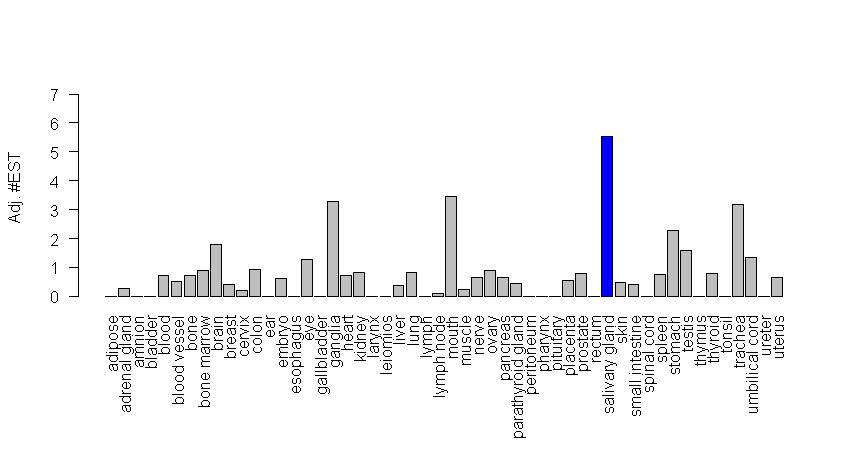 Adj. #EST
7
6
5
4
3
2
1
0
adipose
adrenal gland
amnion
bladder
blood
blood vessel
bone
bone marrow
brain
breast
cervix
colon
ear
embryo
esophagus
eye
gallbladder
ganglia
heart
kidney
larynx
leiomios
liver
lung
lymph
lymph node
mouth
muscle
nerve
ovary
pancreas
parathyroid gland
peritoneum
pharynx
pituitary
placenta
prostate
rectum
salivary gland
skin
small intestine
spinal cord
spleen
stomach
testis
thymus
thyroid
tonsil
trachea
umbilical cord
ureter
uterus